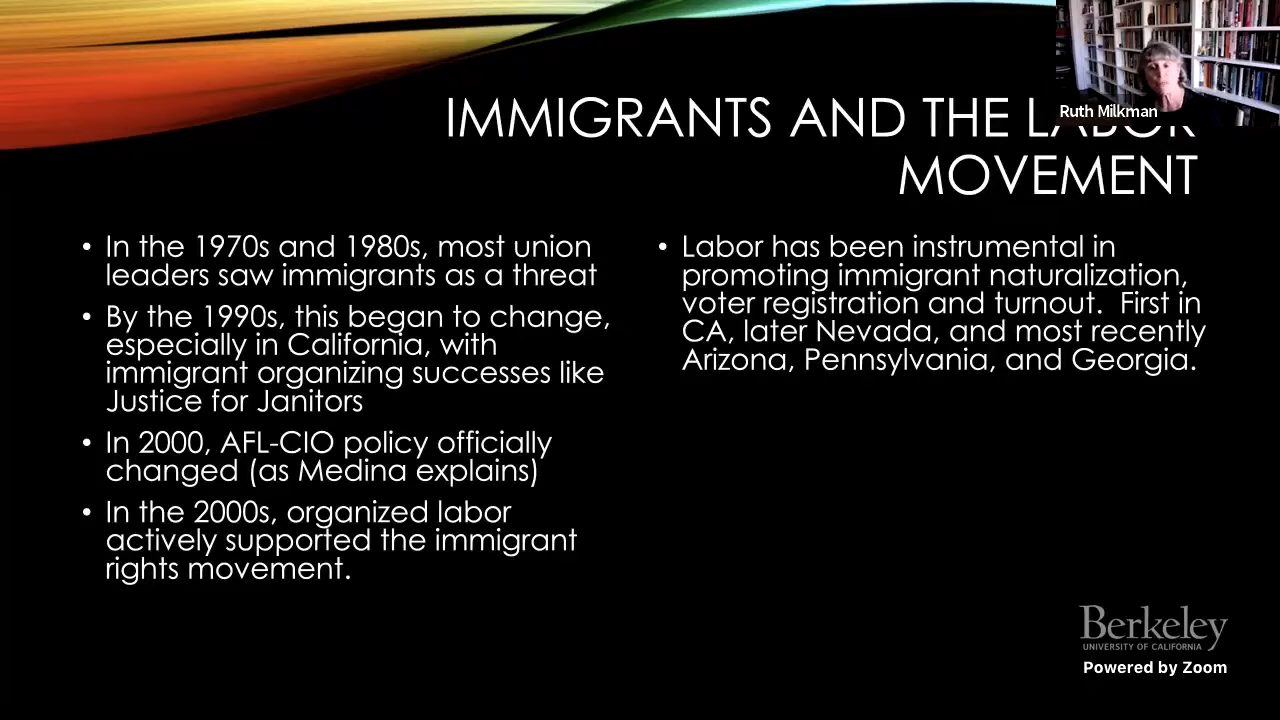 Ruth Milkman
IMMIGRANTS AND THE LABOR
MOVEMENT
• In the 1970s and 1980s, most union
leaders saw immigrants as a threat
• By the 1990s, this began to change,
especially in California, with
immigrant organizing successes like
Justice for Janitors
• In 2000, AFL-CIO policy officially
changed (as Medina explains)
• In the 2000s, organized labor
actively supported the immigrant
rights movement.
• Labor has been instrumental in
promoting immigrant naturalization,
voter registration and turnout.  First in
CA, later Nevada, and most recently
Arizona, Pennsylvania, and Georgia.
Berkeley
UNIVERSITY OF CALIFORNIA
Powered by Zoom